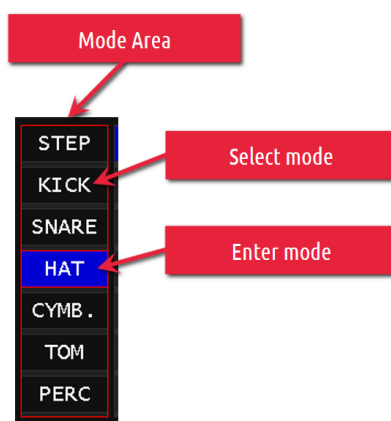 Mode Area
STEP
KICK
Select mode
SNARE
HAT
Enter mode
CYMB.
TOM
PERC